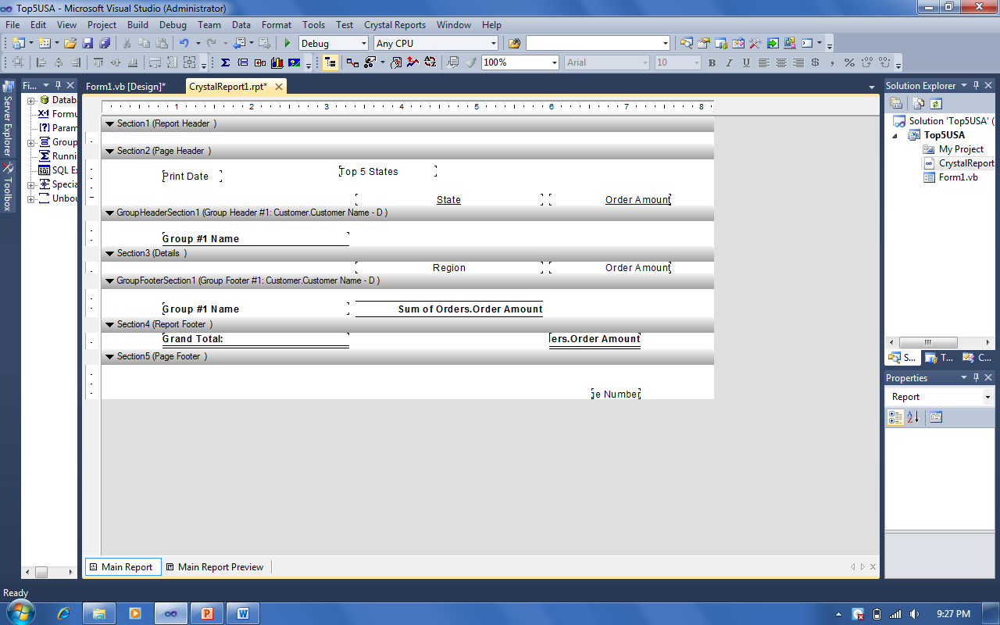 Top5USA - Microsoft Visual Studio (Administrator)
File Edit View Project Build Debug Team Data Format Tools Test Crystal Reports Window Help
Debug Any CPU
100% Arial 10 B I U $ , %
Server Explorer
Toolbox
Fi...
Databa
Formu
Param
Group
Runni
SQL Ex
Specia
Unbou
Form1.vb [Design]*
CrystalReport1.rpt*
1 2 3 4 5 6 7 8
Section1 (Report Header )
Section2 (Page Header )
Print Date Top 5 States
State Order Amount
GroupHeaderSection1 (Group Header #1: Customer.Customer Name - D )
Group #1 Name
Section3 (Details )
Region Order Amount
GroupFooterSection1 (Group Footer #1: Customer.Customer Name - D )
Group #1 Name Sum of Orders.Order Amount
Section4 (Report Footer )
Grand Total: ers.Order Amount
Section5 (Page Footer )
je Number
Main Report Main Report Preview
Solution Explorer
Solution 'Top5USA' (
Top5USA
My Project
CrystalReport
Form1.vb
S... T... C...
Properties
Report
Ready
9:27 PM